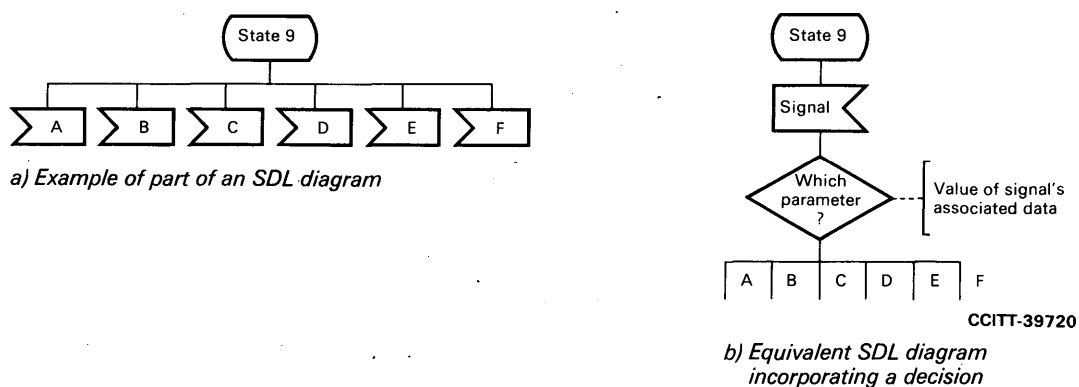 State 9
A B C D E F
a) Example of part of an SDL diagram
State 9
Signal
Which
parameter
?
Value of signal's
associated data
A B C D E F
CCITT-39720
b) Equivalent SDL diagram
incorporating a decision